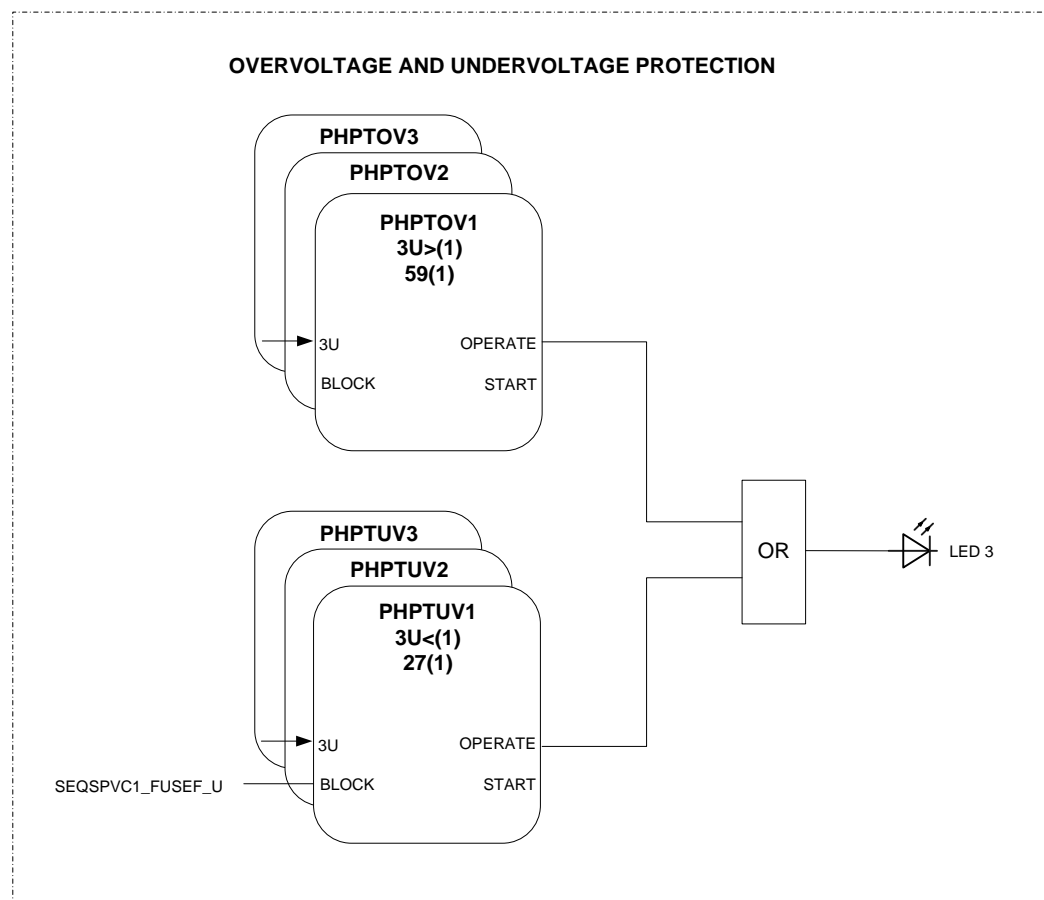 OVERVOLTAGE AND UNDERVOLTAGE PROTECTION
PHPTOV3
PHPTOV2
PHPTOV1
3U>(1)
59(1)
3U
OPERATE
BLOCK
START
PHPTUV3
PHPTUV2
PHPTUV1
3U<(1)
27(1)
3U
OPERATE
SEQSPVC1_FUSEF_U
BLOCK
START
OR
LED 3